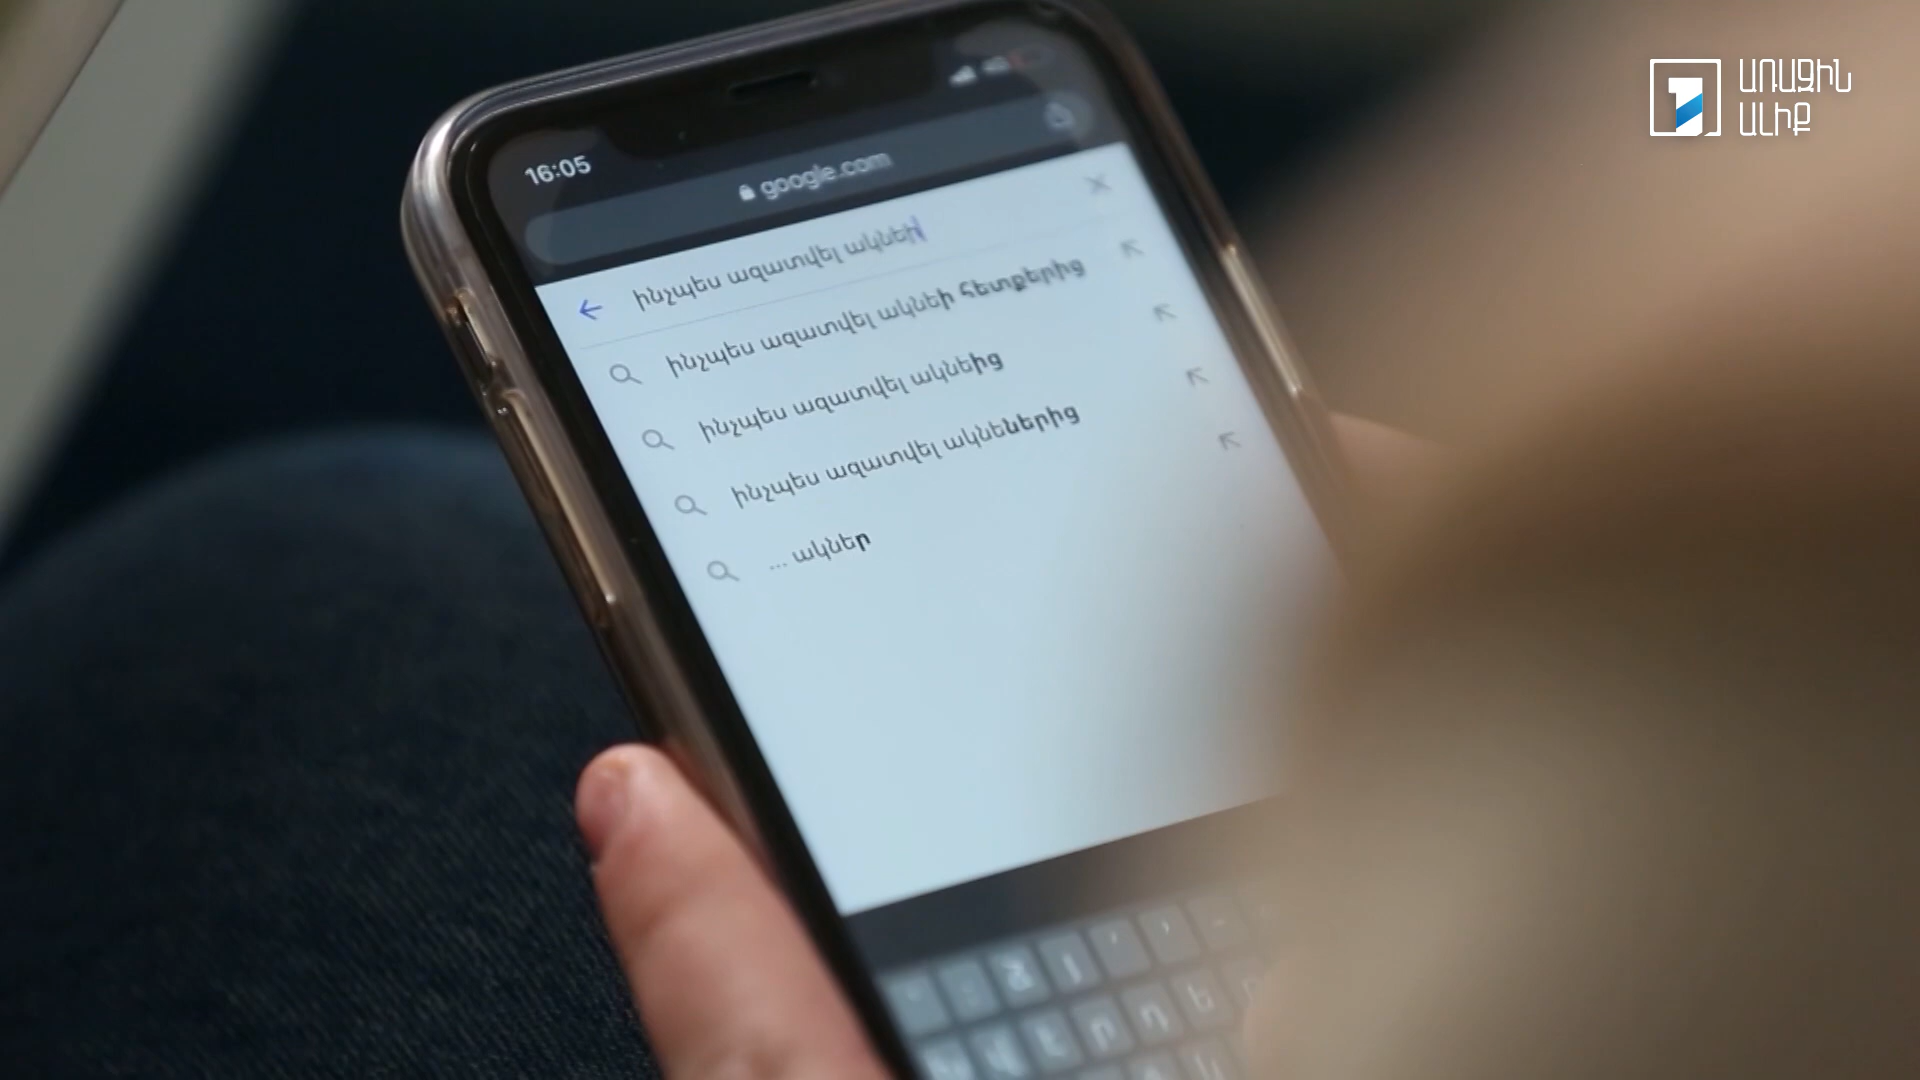 ԱՌԱՋԻՆ
ԱԼԻՔ
16:05
google.com
ինչպես ազատվել ակնեի
ինչպես ազատվել ակնեի հետքերից
ինչպես ազատվել ակնեից
ինչպես ազատվել ակնեներից
... ակներ